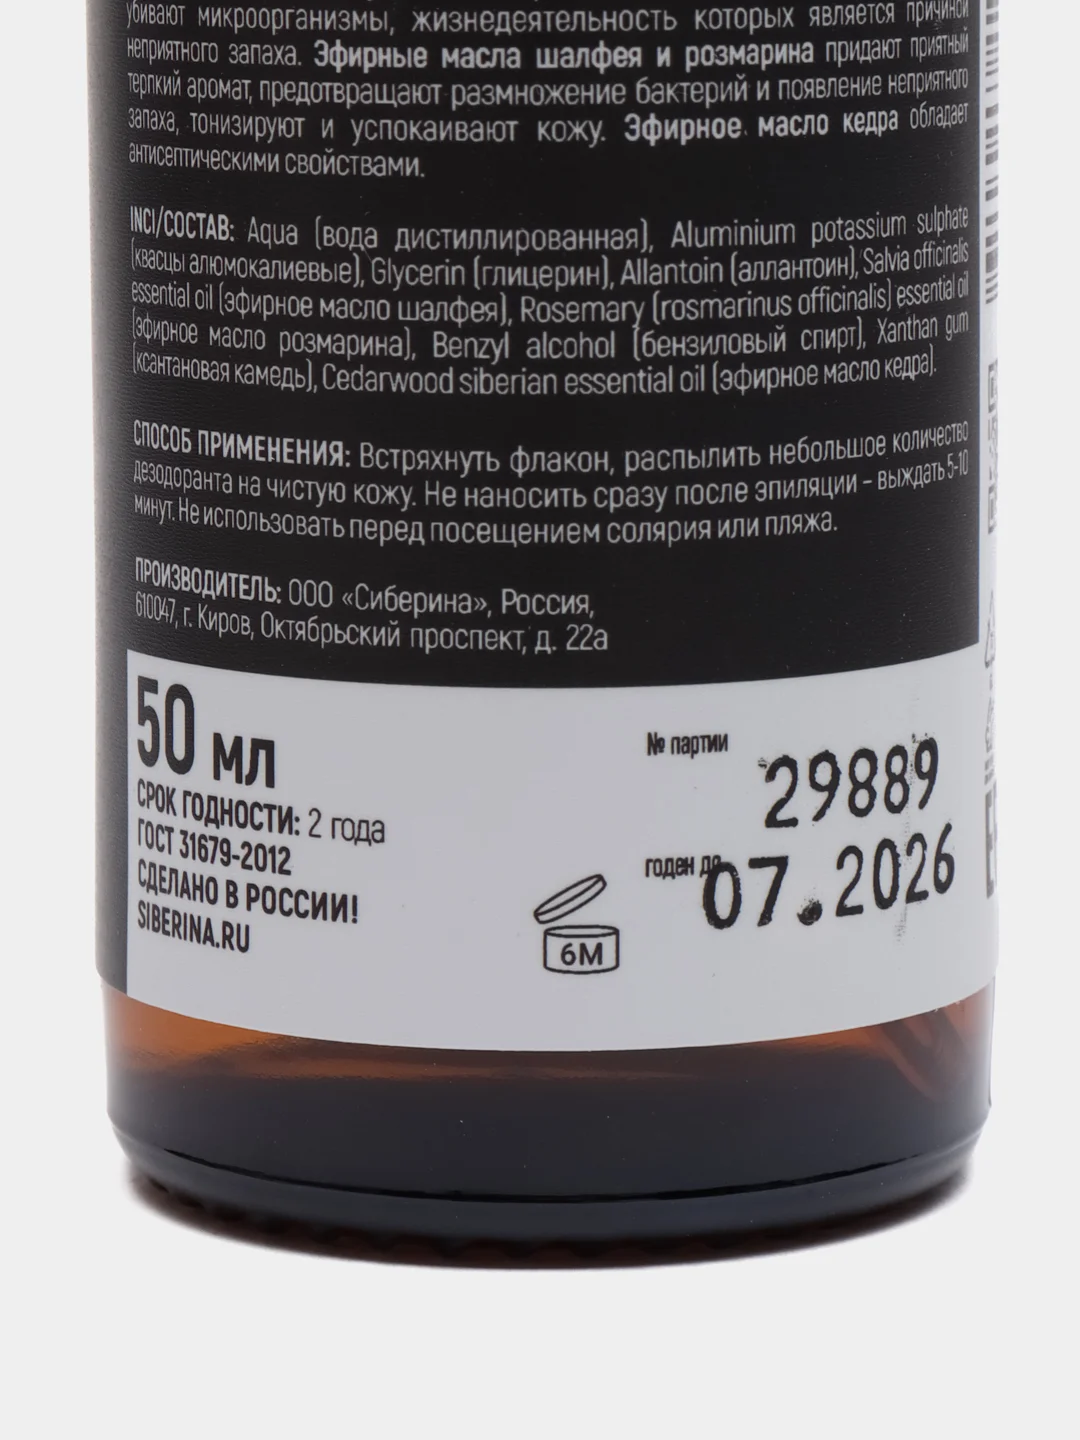 убивают микроорганизмы, жизнедеятельность которых является причиной
неприятного запаха. Эфирные масла шалфея и розмарина придают приятный
терпкий аромат, предотвращают размножение бактерий и появление неприятного
запаха, тонизируют и успокаивают кожу. Эфирное масло кедра обладает
антисептическими свойствами.
INCI/СОСТАВ: Aqua (вода дистиллированная), Aluminium potassium sulphate
(квасцы алюмокалиевые), Glycerin (глицерин), Allantoin (аллантоин), Salvia officinalis
essential oil (эфирное масло шалфея), Rosemary (rosmarinus officinalis) essential oil
(эфирное масло розмарина), Benzyl alcohol (бензиловый спирт), Xanthan gum
(ксантановая камедь), Cedarwood siberian essential oil (эфирное масло кедра).
СПОСОБ ПРИМЕНЕНИЯ: Встряхнуть флакон, распылить небольшое количество
дезодоранта на чистую кожу. Не наносить сразу после эпиляции – выждать 5-10
минут. Не использовать перед посещением солярия или пляжа.
ПРОИЗВОДИТЕЛЬ: ООО «Сиберина», Россия,
610047, г. Киров, Октябрьский проспект, д. 22а
50 мл
СРОК ГОДНОСТИ: 2 года
ГОСТ 31679-2012
СДЕЛАНО В РОССИИ!
SIBERINA.RU
6M
№ партии
29889
годен до
07.2026